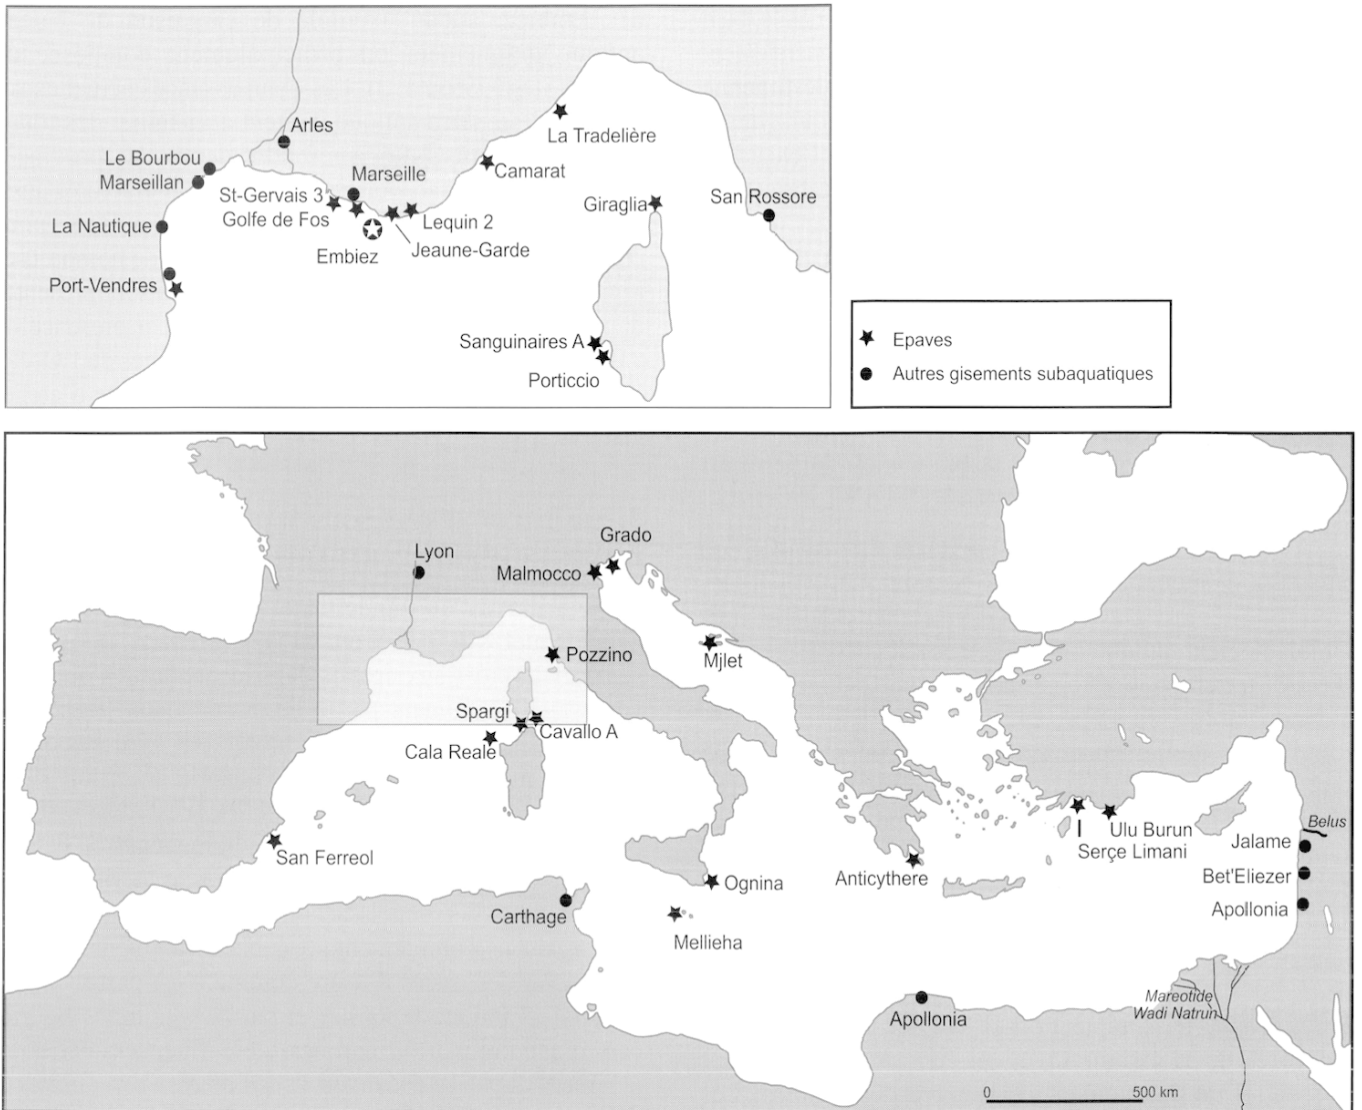 Arles
Le Bourbou
Marseillan
Marseille
St-Gervais 3
Golfe de Fos
La Nautique
Embiez
Port-Vendres
Lequin 2
Jeaune-Garde
Camarat
La Tradelière
Giraglia
San Rossore
Sanguinaires A
Porticcio
Epaves
Autres gisements subaquatiques
Lyon
Grado
Malmocco
Pozzino
Mjlet
Spargi
Cavallo A
Cala Reale
San Ferreol
Carthage
Ognina
Mellieha
Anticythere
Ulu Burun
Serçe Limani
Belus
Jalame
Bet'Eliezer
Apollonia
Apollonia
Mareotide
Wadi Natrun
0 500 km